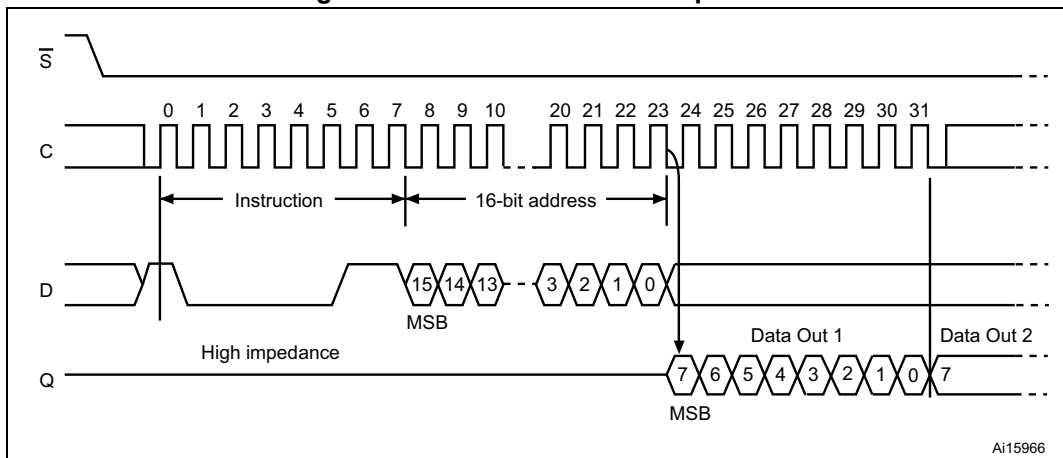 S
0 1 2 3 4 5 6 7 8 9 10 20 21 22 23 24 25 26 27 28 29 30 31
C
Instruction 16-bit address
D 15 14 13 3 2 1 0
MSB
High impedance Data Out 1 Data Out 2
Q 7 6 5 4 3 2 1 0 7
MSB
Ai15966